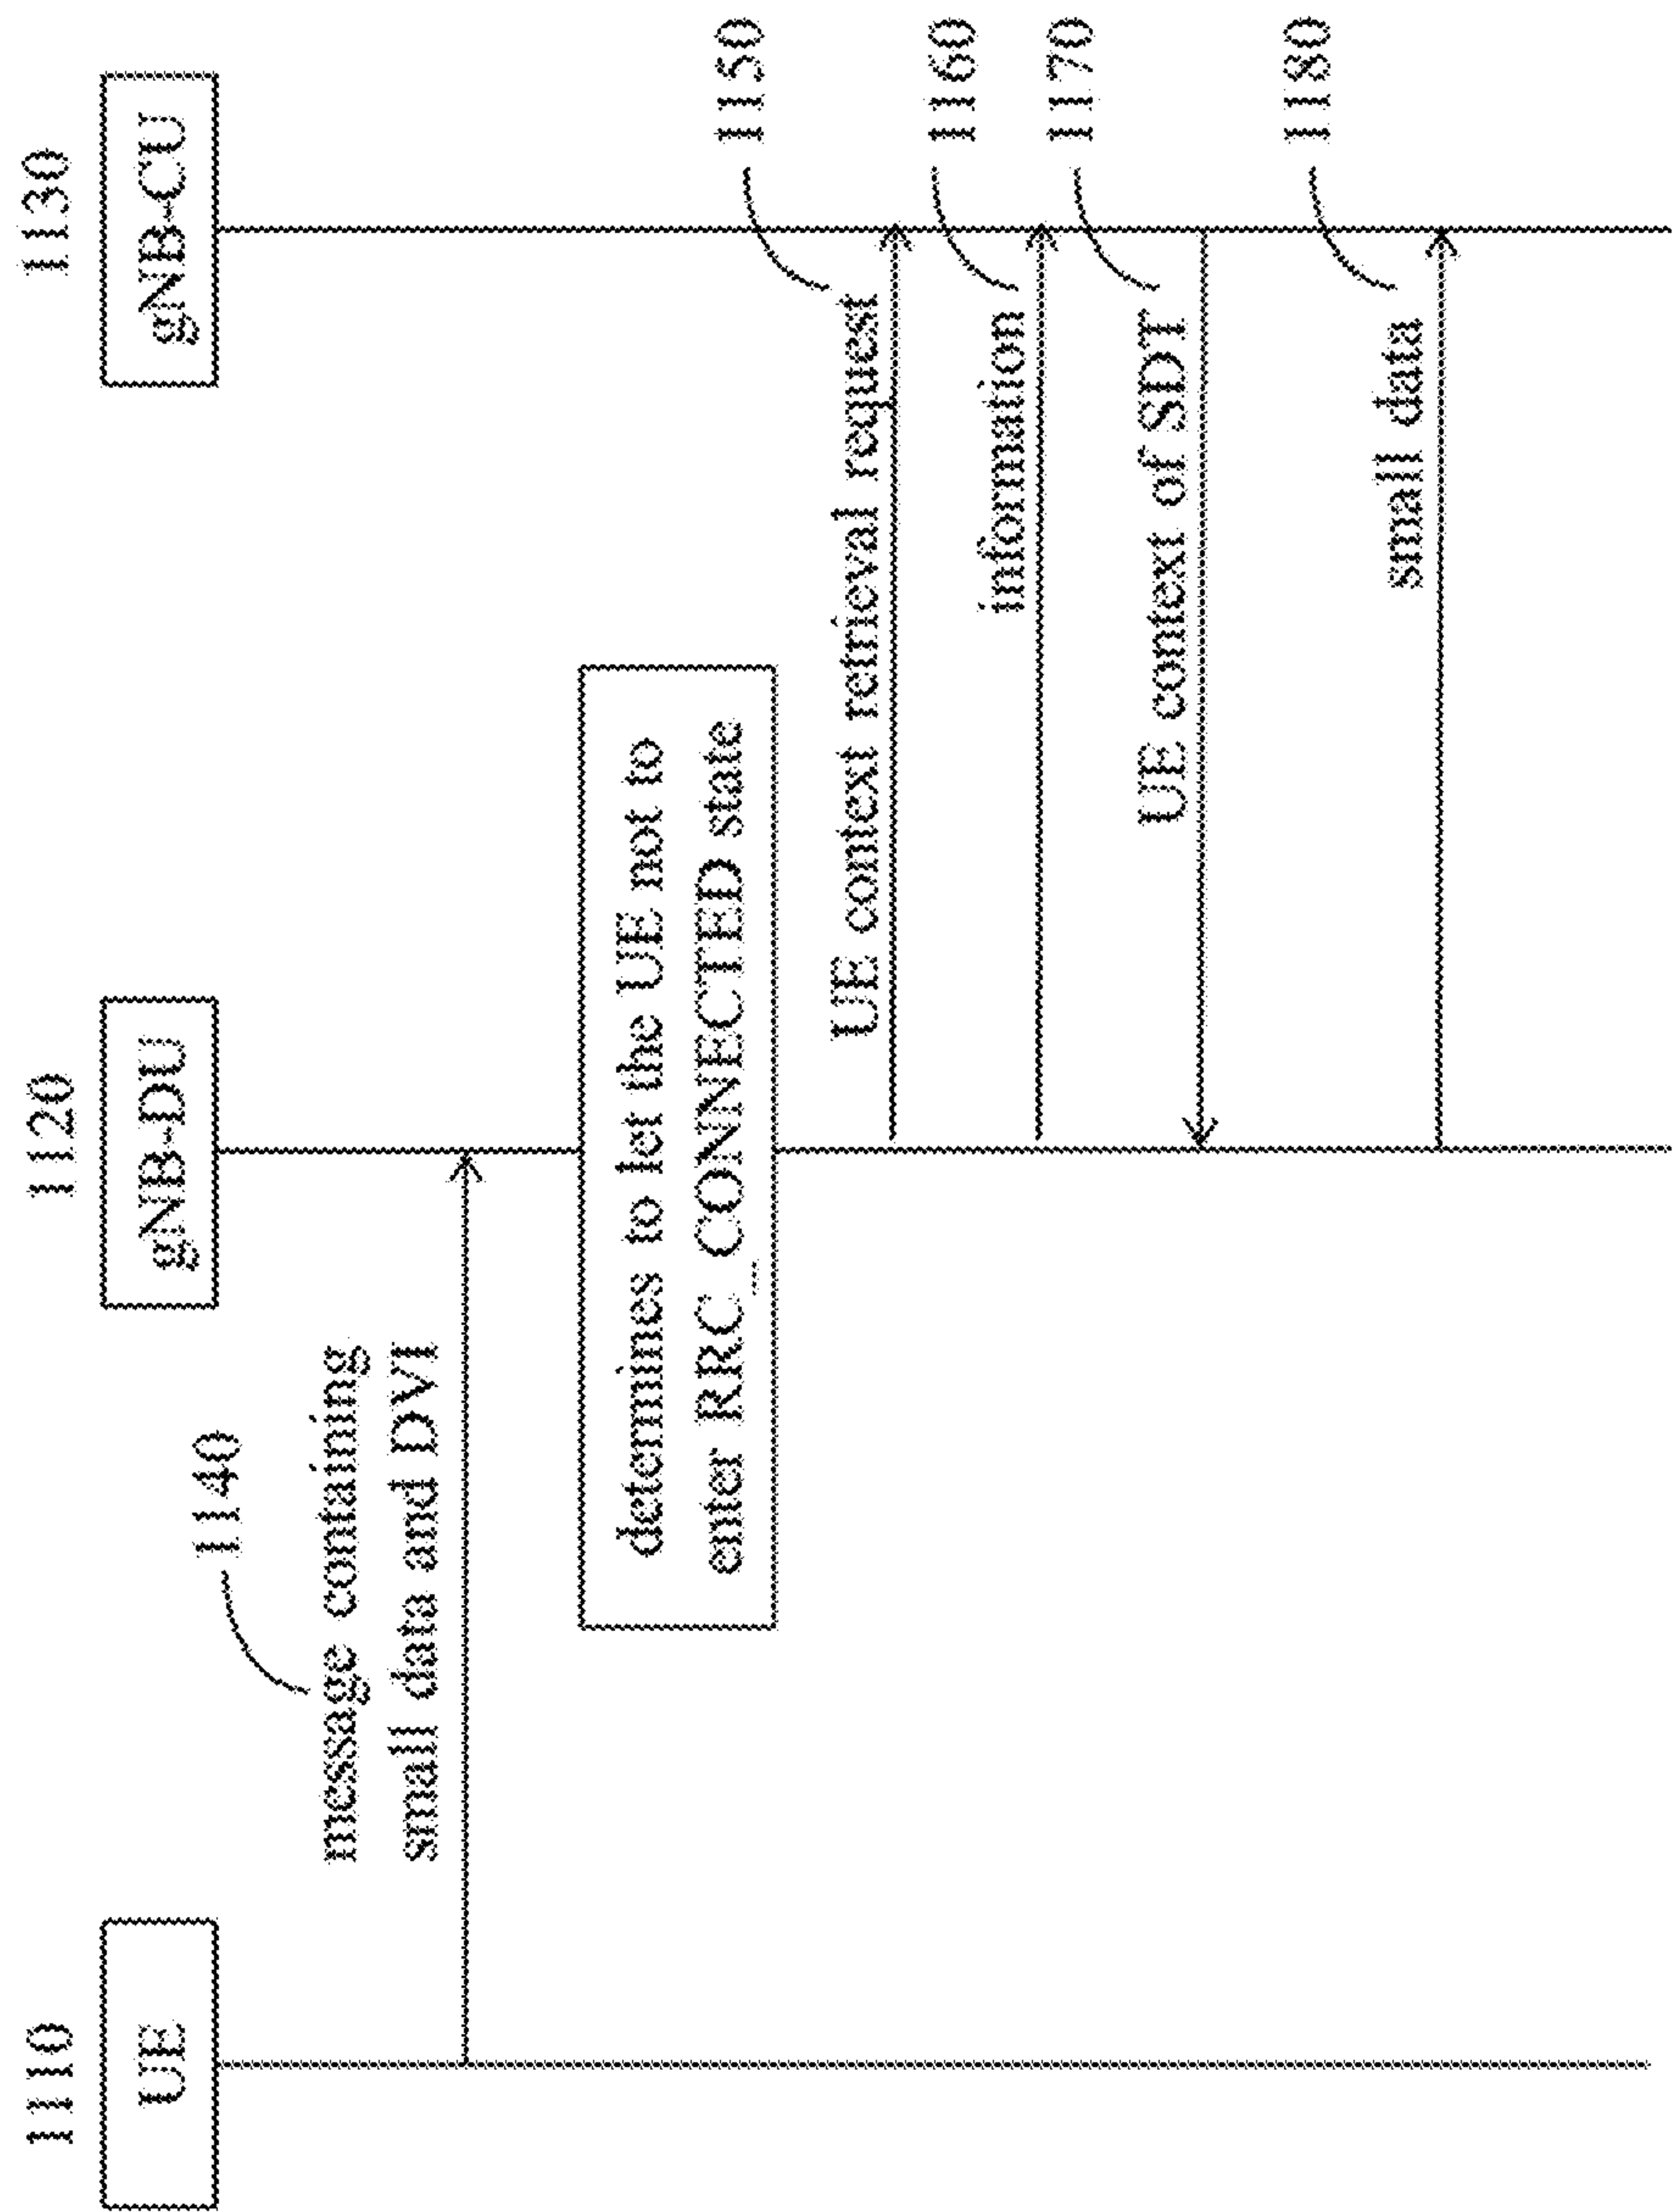 1110
1120
1130
UE
gNB-DU
gNB-CU
1140
message containing
small data and DVI
determines to let the UE not to
enter RRC_CONNECTED state
1150
UE context retrieval request
1160
information
1170
UE context of SDT
1180
small data